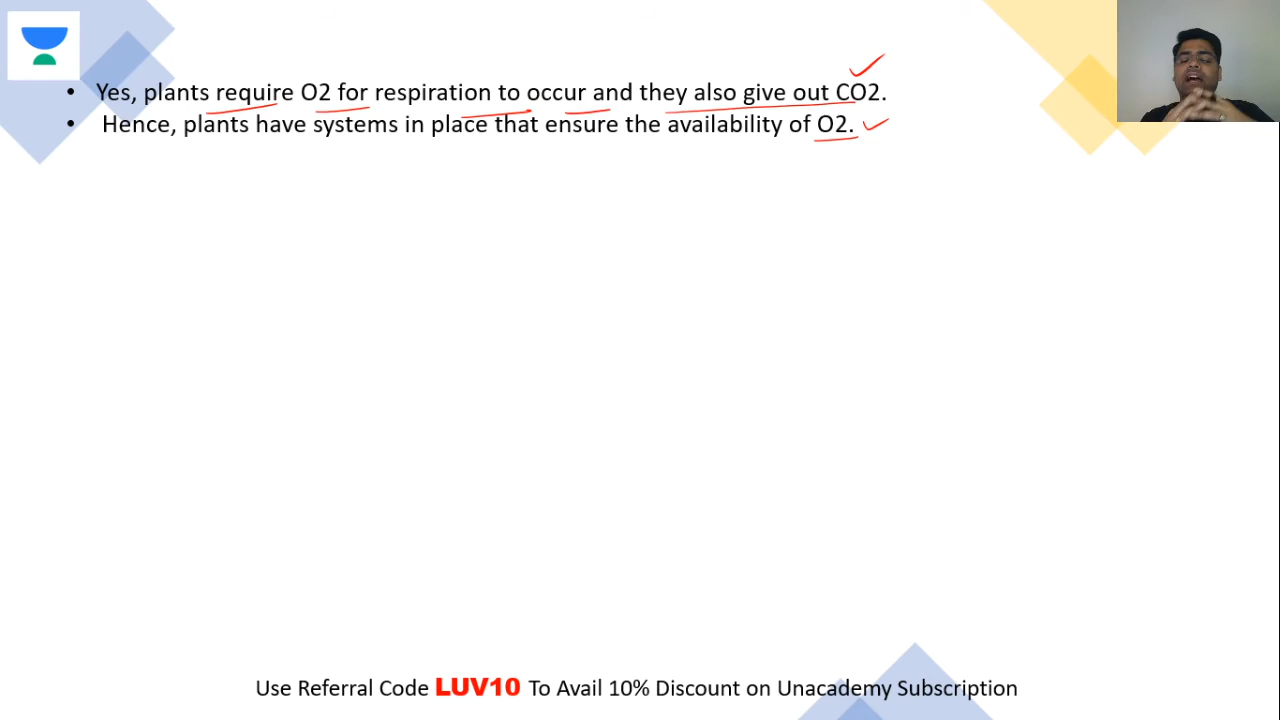 • Yes, plants require O2 for respiration to occur and they also give out CO2.
• Hence, plants have systems in place that ensure the availability of O2.
Use Referral Code LUV10 To Avail 10% Discount on Unacademy Subscription